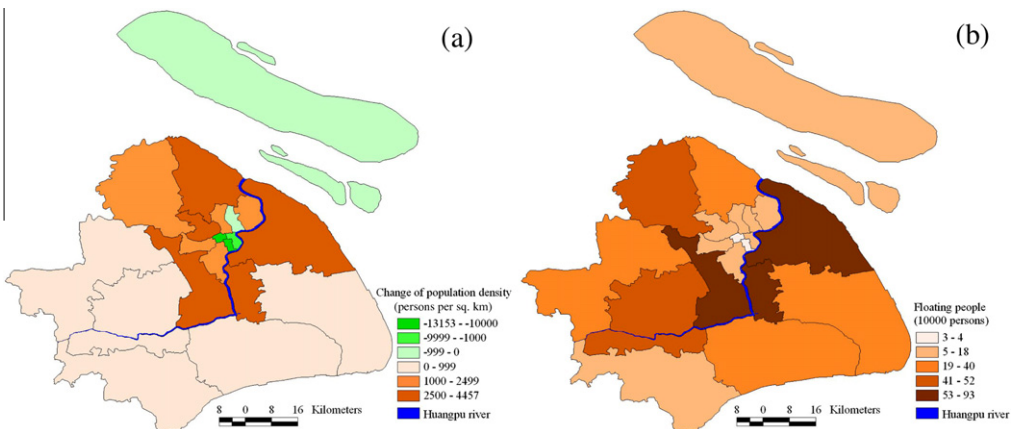 (a)
Change of population density
(persons per sq. km)
-13153 - -10000
-9999 - -1000
-999 - 0
0 - 999
1000 - 2499
2500 - 4457
Huangpu river
8 0 8 16 Kilometers
(b)
Floating people
(10000 persons)
3 - 4
5 - 18
19 - 40
41 - 52
53 - 93
Huangpu river
8 0 8 16 Kilometers